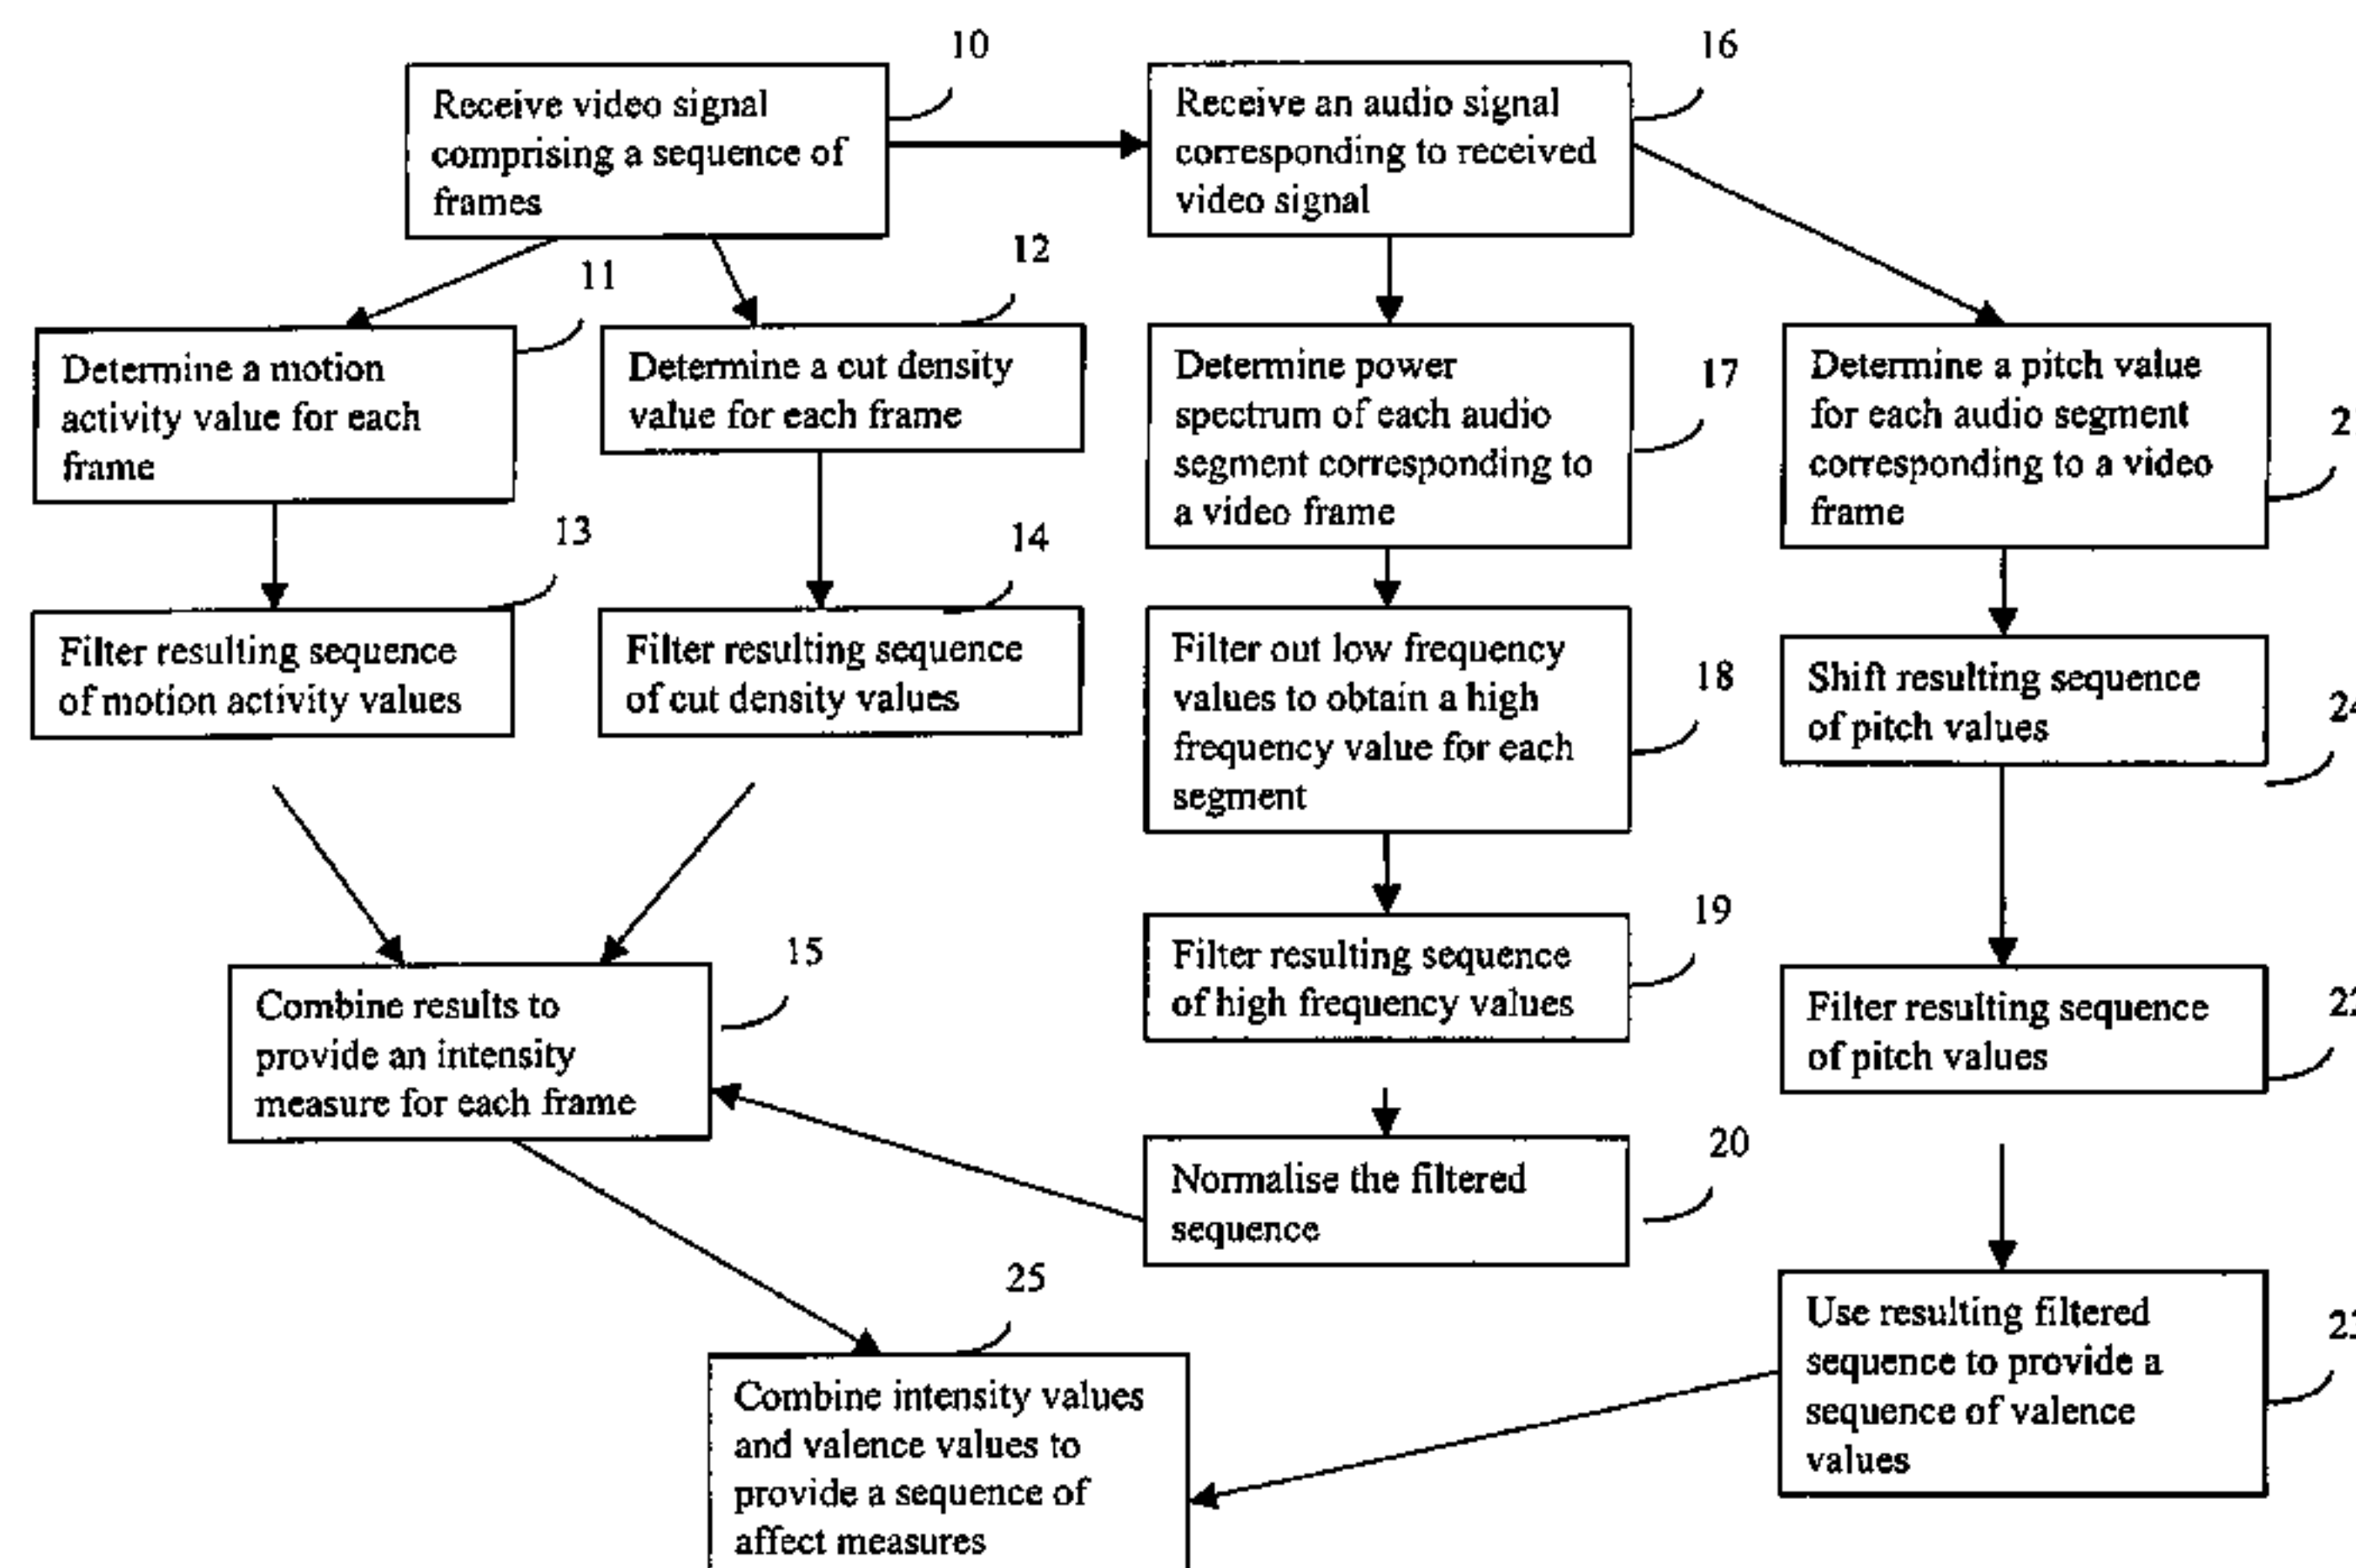 10
Receive video signal
comprising a sequence of
frames
16
Receive an audio signal
corresponding to received
video signal
11
Determine a motion
activity value for each
frame
12
Determine a cut density
value for each frame
17
Determine power
spectrum of each audio
segment corresponding to
a video frame
Determine a pitch value
for each audio segment
corresponding to a video
frame
13
Filter resulting sequence
of motion activity values
14
Filter resulting sequence
of cut density values
18
Filter out low frequency
values to obtain a high
frequency value for each
segment
24
Shift resulting sequence
of pitch values
15
Combine results to
provide an intensity
measure for each frame
19
Filter resulting sequence
of high frequency values
22
Filter resulting sequence
of pitch values
20
Normalise the filtered
sequence
25
Combine intensity values
and valence values to
provide a sequence of
affect measures
Use resulting filtered
sequence to provide a
sequence of valence
values